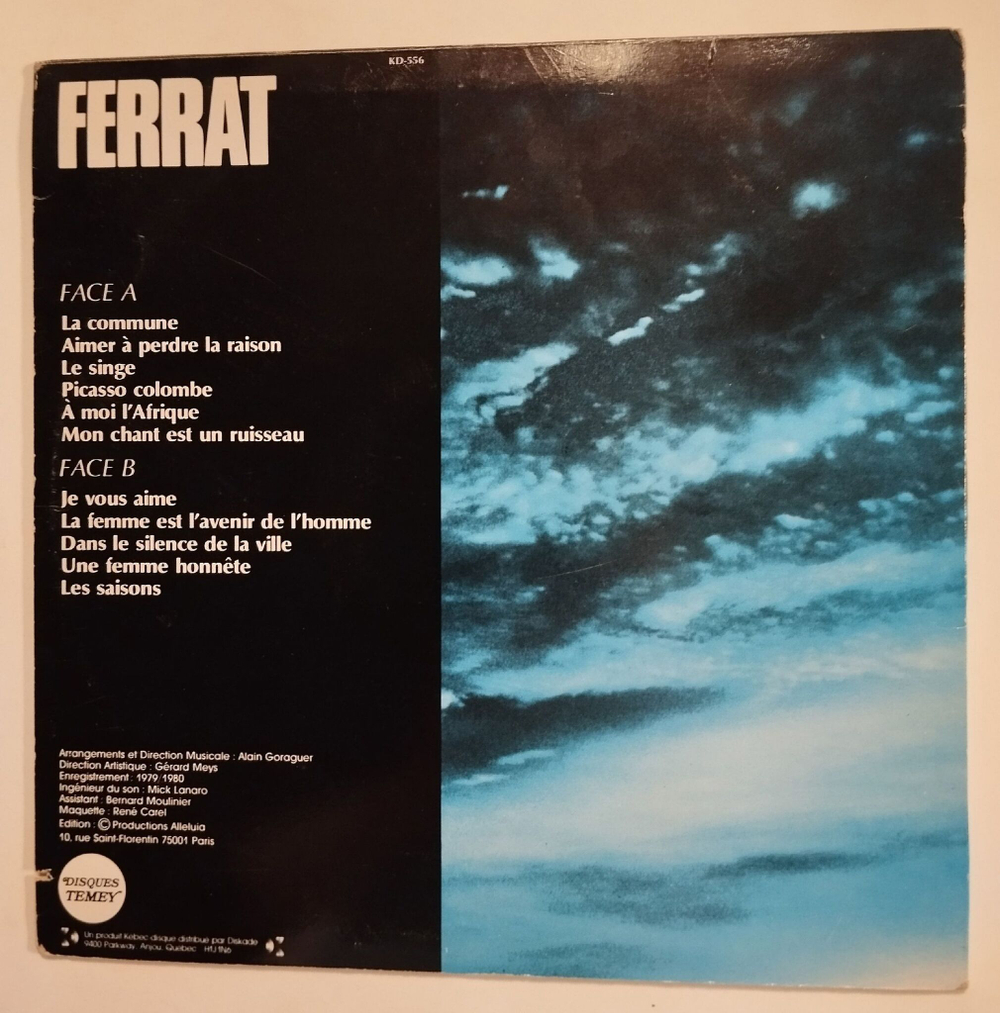 KD-556
FERRAT
FACE A
La commune
Aimer à perdre la raison
Le singe
Picasso colombe
À moi l'Afrique
Mon chant est un ruisseau
FACE B
Je vous aime
La femme est l'avenir de l'homme
Dans le silence de la ville
Une femme honnête
Les saisons
Arrangements et Direction Musicale : Alain Goraguer
Direction Artistique : Gérard Meys
Enregistrement : 1979/1980
Ingénieur du son : Mick Lanaro
Assistant : Bernard Moulinier
Maquette : René Carel
Edition : © Productions Alleluia
10, rue Saint-Florentin 75001 Paris
DISQUES
TEMEY
Un produit Kébec disque distribué par Diskade
9400 Parkway, Anjou, Québec H1J 1N6